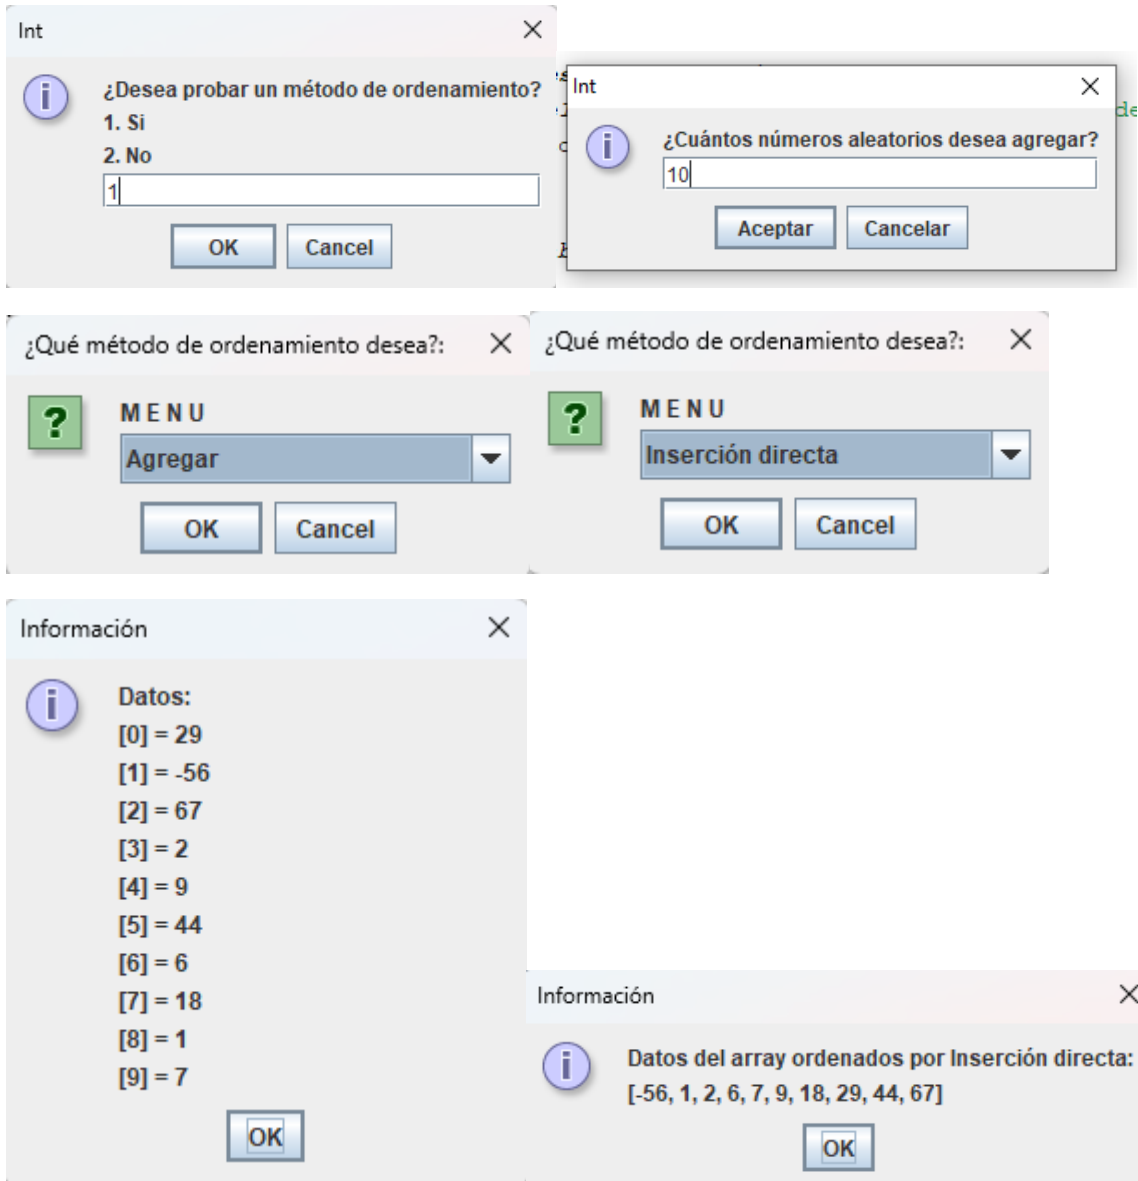 Int
¿Desea probar un método de ordenamiento?
1. Si
2. No
1
OK Cancel
Int
¿Cuántos números aleatorios desea agregar?
10
Aceptar Cancelar
¿Qué método de ordenamiento desea?:
M E N U
Agregar
OK Cancel
¿Qué método de ordenamiento desea?:
M E N U
Inserción directa
OK Cancel
Información
Datos:
[0] = 29
[1] = -56
[2] = 67
[3] = 2
[4] = 9
[5] = 44
[6] = 6
[7] = 18
[8] = 1
[9] = 7
OK
Información
Datos del array ordenados por Inserción directa:
[-56, 1, 2, 6, 7, 9, 18, 29, 44, 67]
OK